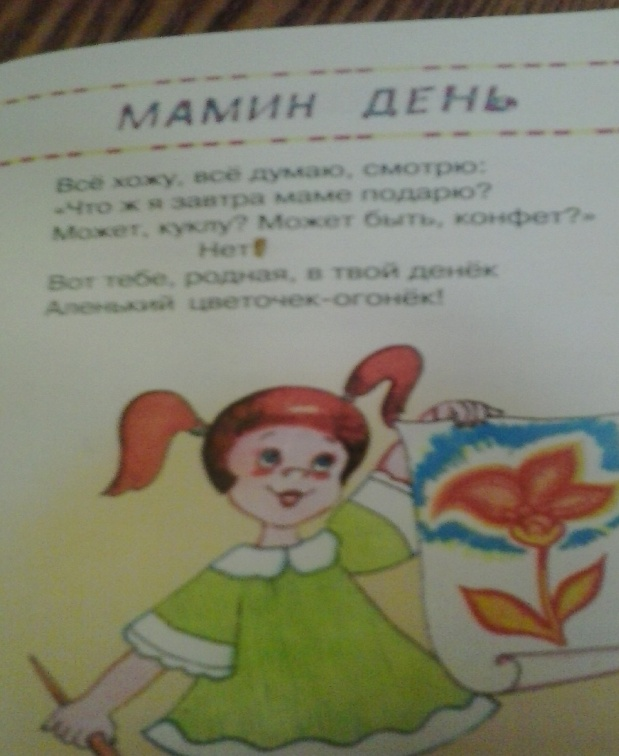 МАМИН ДЕНЬ
Всё хожу, всё думаю, смотрю:
«Что ж я завтра маме подарю?
Может, куклу? Может быть, конфет?»
Нет!
Вот тебе, родная, в твой денёк
Аленький цветочек-огонёк!